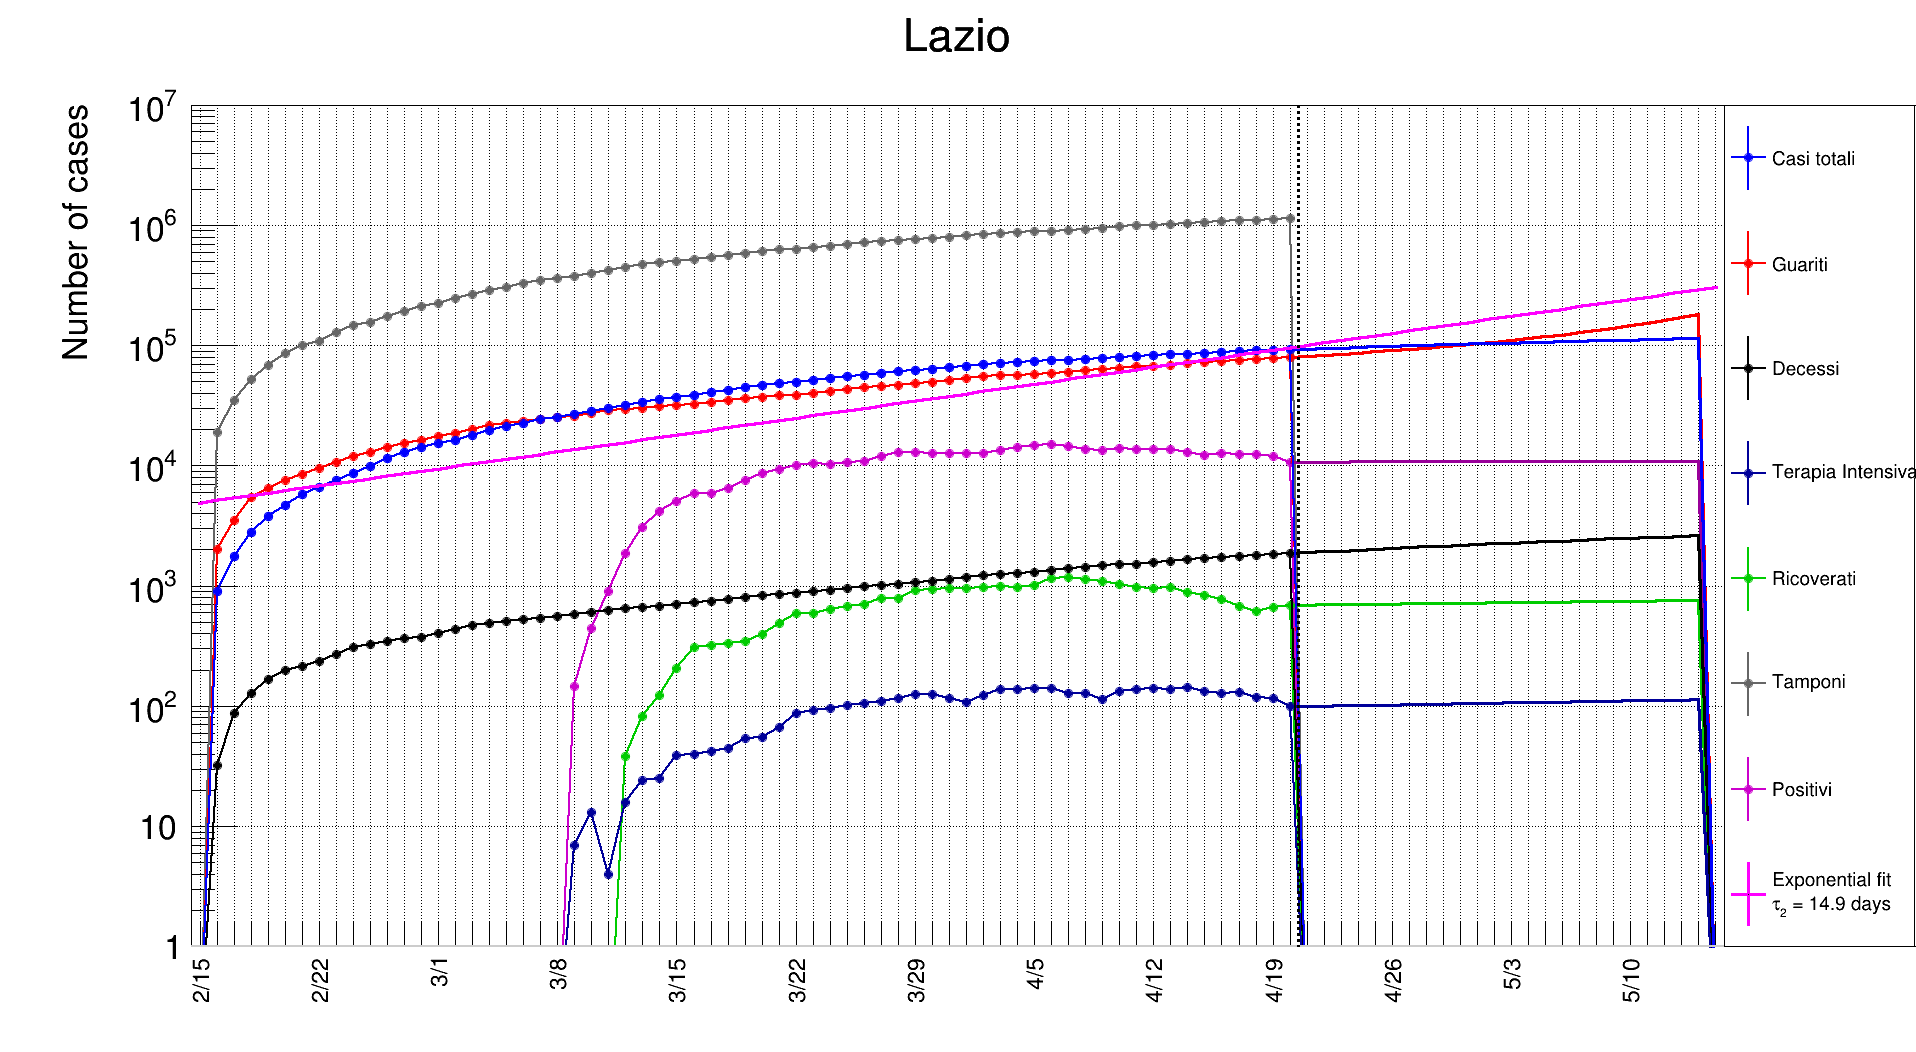 Lazio
Number of cases
10^7
10^6
10^5
10^4
10^3
10^2
10
1
2/15
2/22
3/1
3/8
3/15
3/22
3/29
4/5
4/12
4/19
4/26
5/3
5/10
Casi totali
Guariti
Decessi
Terapia Intensiva
Ricoverati
Tamponi
Positivi
Exponential fit
τ₂ = 14.9 days